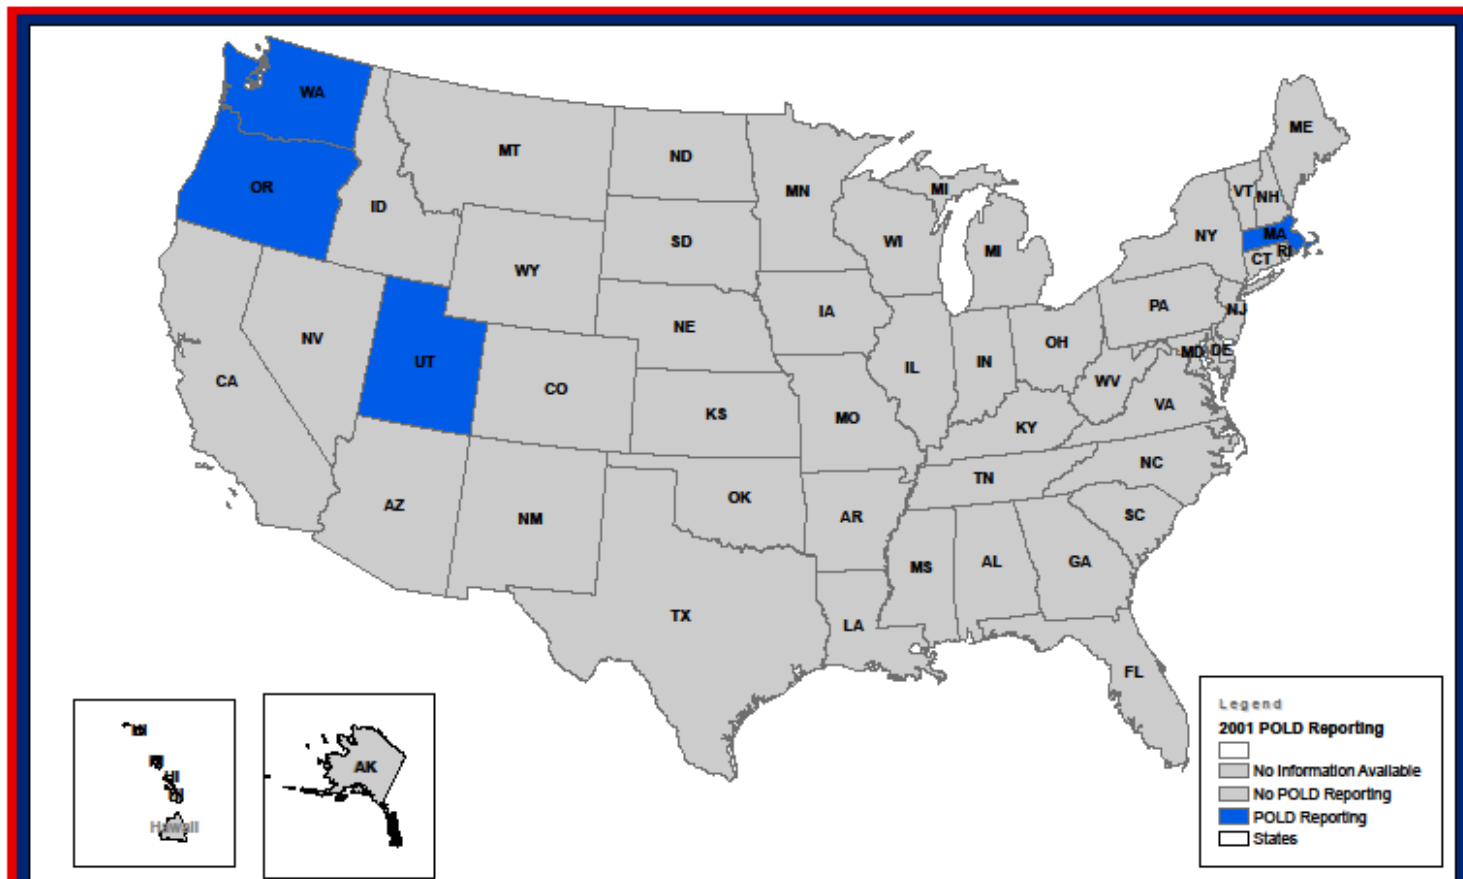 WA
MT
ND
ME
OR
ID
MN
MI
VT
NH
SD
WI
MI
NY
MA
RI
CT
WY
IA
PA
NJ
NE
NV
UT
OH
MD
DE
CA
CO
IL
IN
WV
KS
MO
VA
KY
NC
TN
AZ
NM
OK
AR
SC
MS
AL
GA
TX
LA
FL
HI
AK
Hawaii
Legend
2001 POLD Reporting
No Information Available
No POLD Reporting
POLD Reporting
States